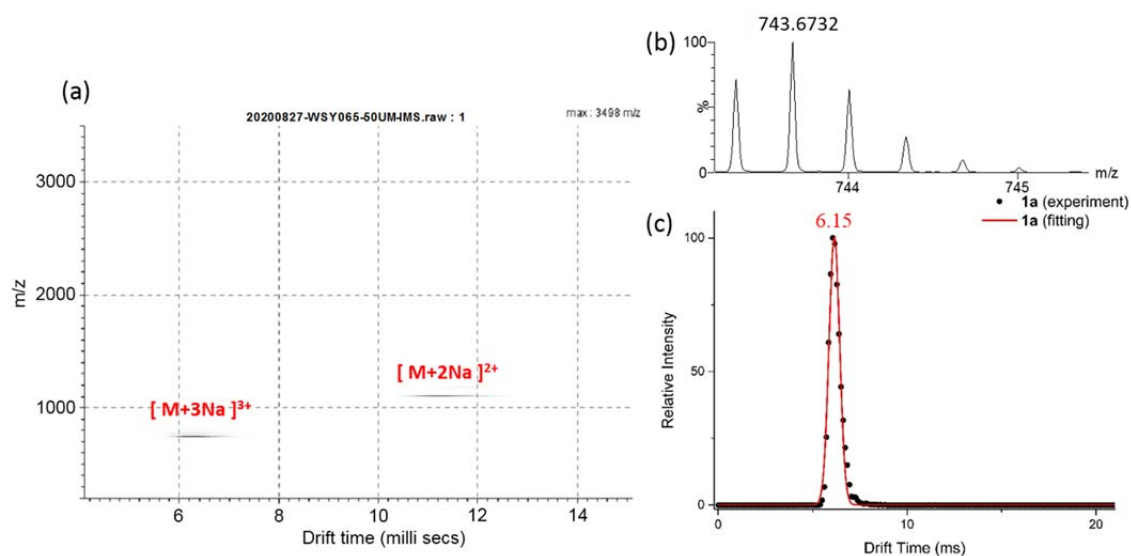 (a)
20200827-WSY065-50UM-IMS.raw : 1
max : 3498 m/z
m/z
3000
2000
1000
[ M+2Na ]²⁺
[ M+3Na ]³⁺
6 8 10 12 14
Drift time (milli secs)
(b)
743.6732
100
%
0
744 745
m/z
(c)
1a (experiment)
1a (fitting)
6.15
100
50
0
Relative Intensity
0 10 20
Drift Time (ms)